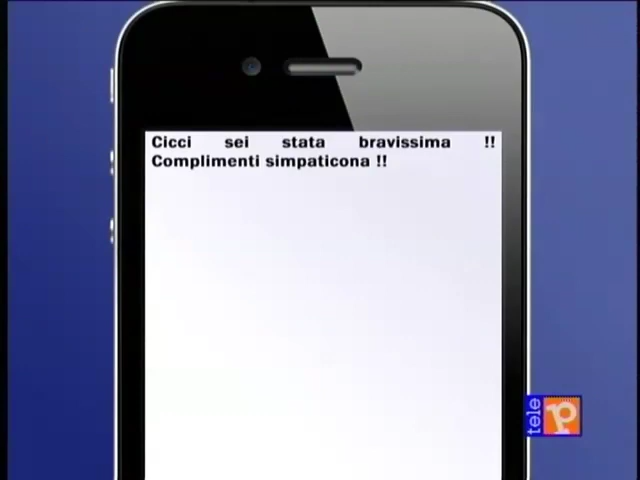 Cicci sei stata bravissima !!
Complimenti simpaticona !!
tele p